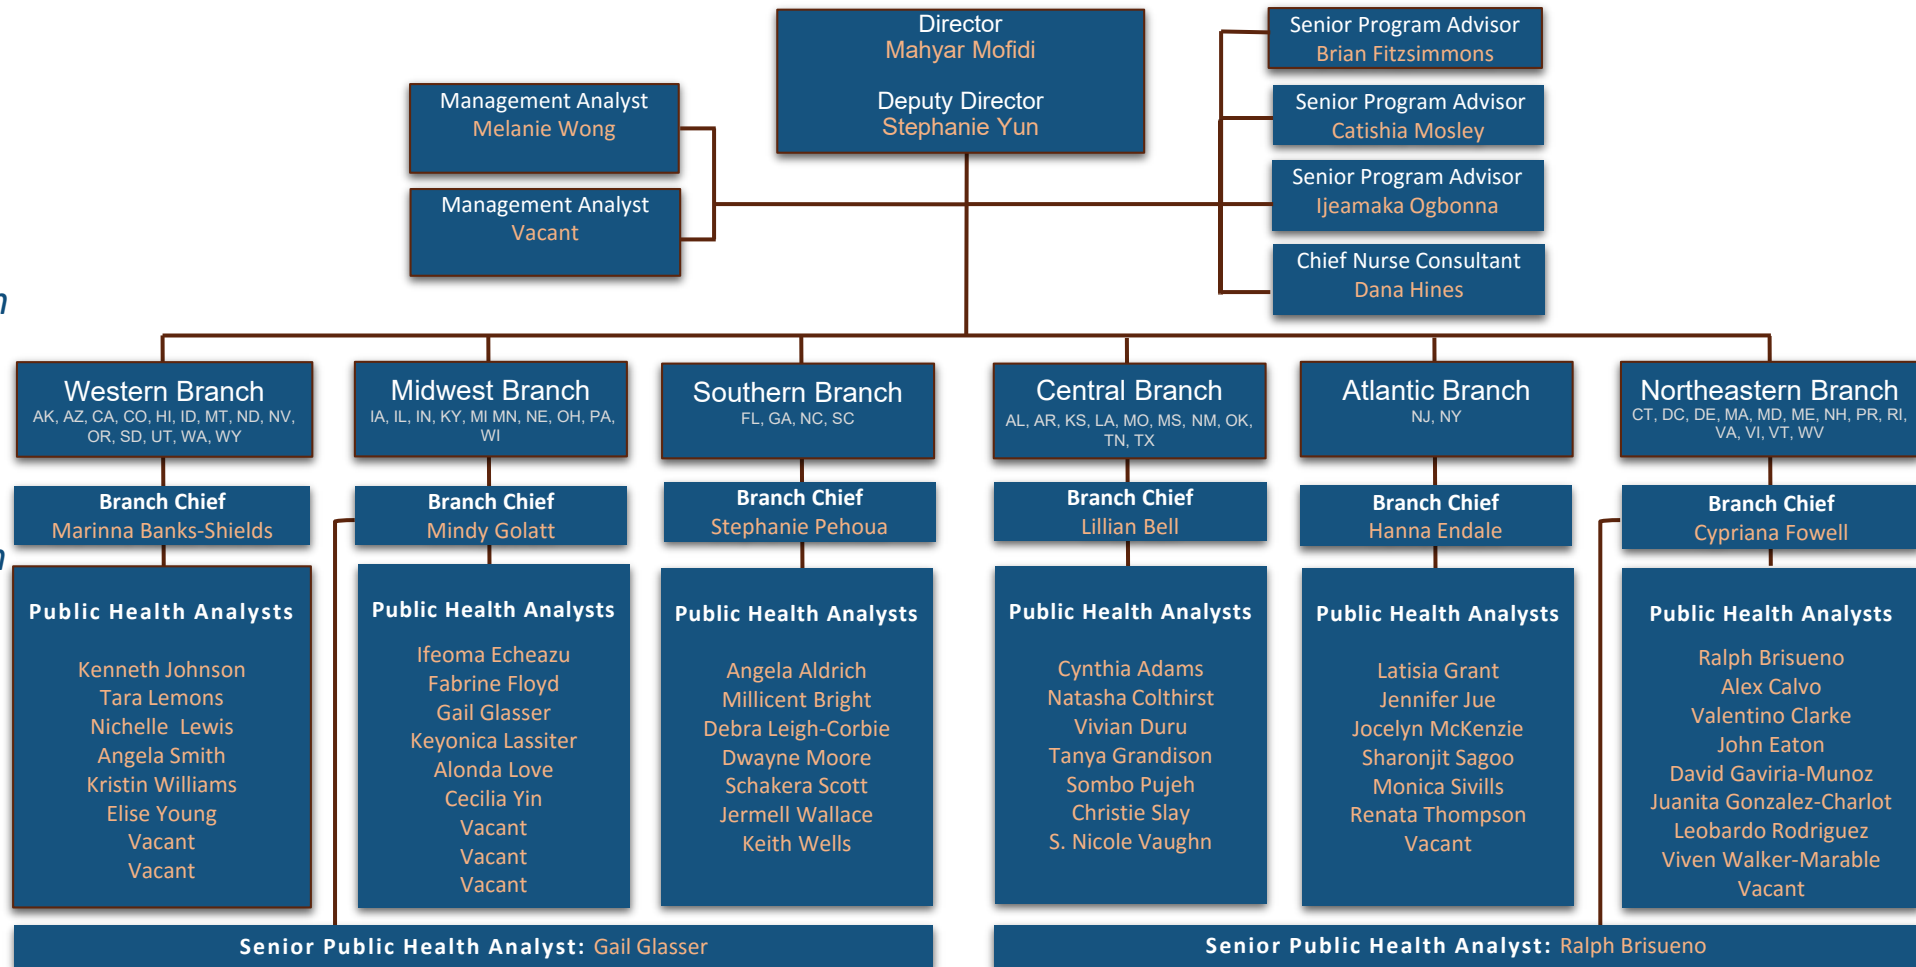 Director
Mahyar Mofidi
Deputy Director
Stephanie Yun
Management Analyst
Melanie Wong
Management Analyst
Vacant
Senior Program Advisor
Brian Fitzsimmons
Senior Program Advisor
Catishia Mosley
Senior Program Advisor
Ijeamaka Ogbonna
Chief Nurse Consultant
Dana Hines
n
n
Western Branch
AK, AZ, CA, CO, HI, ID, MT, ND, NV,
OR, SD, UT, WA, WY
Branch Chief
Marinna Banks-Shields
Public Health Analysts
Kenneth Johnson
Tara Lemons
Nichelle Lewis
Angela Smith
Kristin Williams
Elise Young
Vacant
Vacant
Midwest Branch
IA, IL, IN, KY, MI MN, NE, OH, PA,
WI
Branch Chief
Mindy Golatt
Public Health Analysts
Ifeoma Echeazu
Fabrine Floyd
Gail Glasser
Keyonica Lassiter
Alonda Love
Cecilia Yin
Vacant
Vacant
Vacant
Southern Branch
FL, GA, NC, SC
Branch Chief
Stephanie Pehoua
Public Health Analysts
Angela Aldrich
Millicent Bright
Debra Leigh-Corbie
Dwayne Moore
Schakera Scott
Jermell Wallace
Keith Wells
Central Branch
AL, AR, KS, LA, MO, MS, NM, OK,
TN, TX
Branch Chief
Lillian Bell
Public Health Analysts
Cynthia Adams
Natasha Colthirst
Vivian Duru
Tanya Grandison
Sombo Pujeh
Christie Slay
S. Nicole Vaughn
Atlantic Branch
NJ, NY
Branch Chief
Hanna Endale
Public Health Analysts
Latisia Grant
Jennifer Jue
Jocelyn McKenzie
Sharonjit Sagoo
Monica Sivills
Renata Thompson
Vacant
Northeastern Branch
CT, DC, DE, MA, MD, ME, NH, PR, RI,
VA, VI, VT, WV
Branch Chief
Cypriana Fowell
Public Health Analysts
Ralph Brisueno
Alex Calvo
Valentino Clarke
John Eaton
David Gaviria-Munoz
Juanita Gonzalez-Charlot
Leobardo Rodriguez
Viven Walker-Marable
Vacant
Senior Public Health Analyst: Gail Glasser
Senior Public Health Analyst: Ralph Brisueno